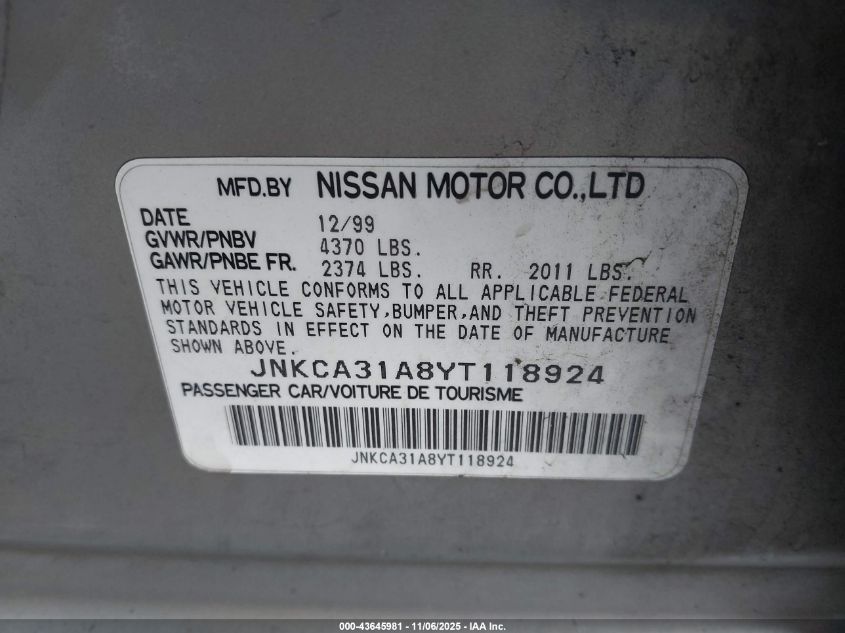 MFD.BY NISSAN MOTOR CO.,LTD
DATE 12/99
GVWR/PNBV 4370 LBS.
GAWR/PNBE FR. 2374 LBS. RR. 2011 LBS.
THIS VEHICLE CONFORMS TO ALL APPLICABLE FEDERAL
MOTOR VEHICLE SAFETY,BUMPER,AND THEFT PREVENTION
STANDARDS IN EFFECT ON THE DATE OF MANUFACTURE
SHOWN ABOVE.
JNKCA31A8YT118924
PASSENGER CAR/VOITURE DE TOURISME
JNKCA31A8YT118924
000-43645981 - 11/06/2025 - IAA Inc.